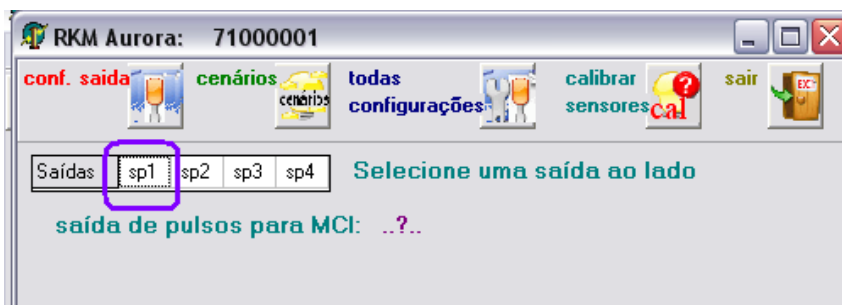 RKM Aurora: 71000001
conf. saida cenários todas configurações calibrar sensores sair
cenários cal EXIT
Saídas sp1 sp2 sp3 sp4 Selecione uma saída ao lado
saída de pulsos para MCI: ..?..